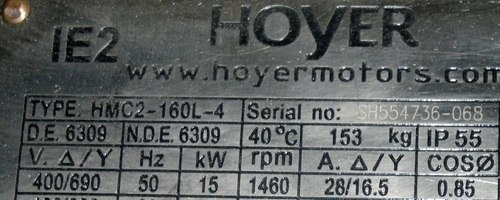 IE2 HOYER
www.hoyermotors.com
TYPE. HMC2-160L-4 Serial no: SH554736-068
D.E. 6309 N.D.E. 6309 40°C 153 kg IP 55
V. Δ/Y Hz kW rpm A. Δ/Y COSØ
400/690 50 15 1460 28/16.5 0.85